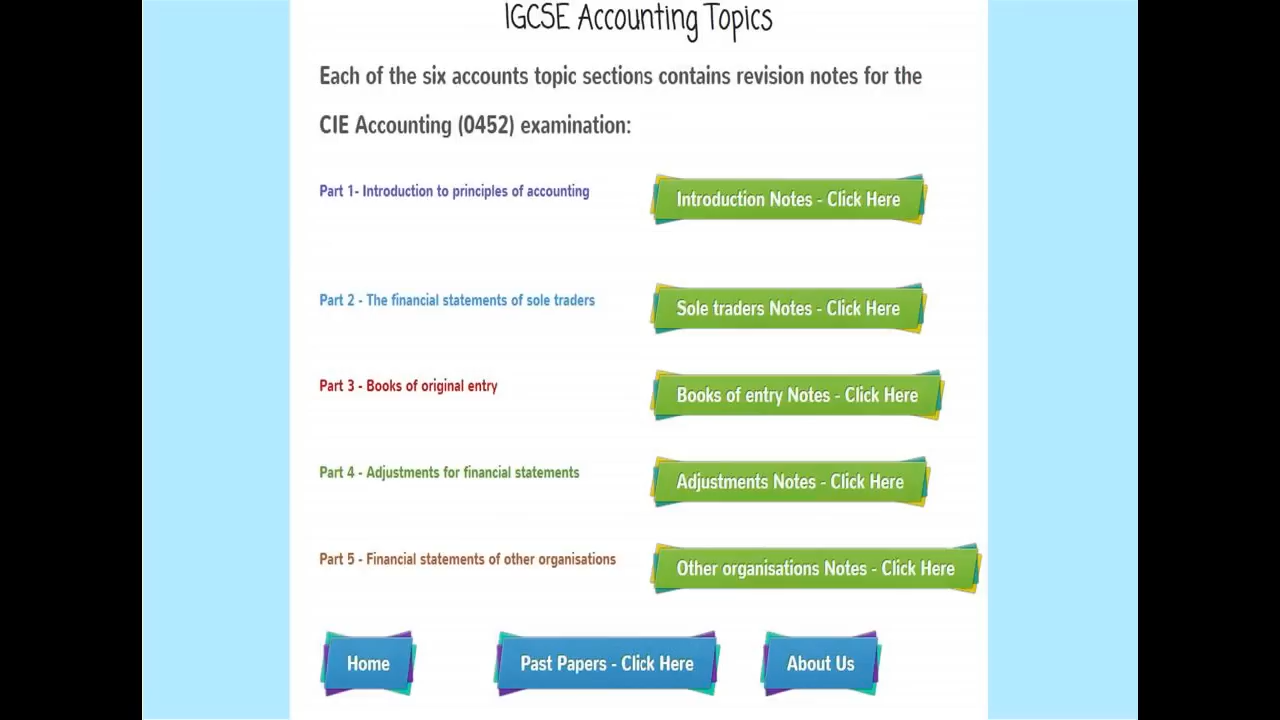 IGCSE Accounting Topics
Each of the six accounts topic sections contains revision notes for the
CIE Accounting (0452) examination:
Part 1- Introduction to principles of accounting
Introduction Notes - Click Here
Part 2 - The financial statements of sole traders
Sole traders Notes - Click Here
Part 3 - Books of original entry
Books of entry Notes - Click Here
Part 4 - Adjustments for financial statements
Adjustments Notes - Click Here
Part 5 - Financial statements of other organisations
Other organisations Notes - Click Here
Home
Past Papers - Click Here
About Us